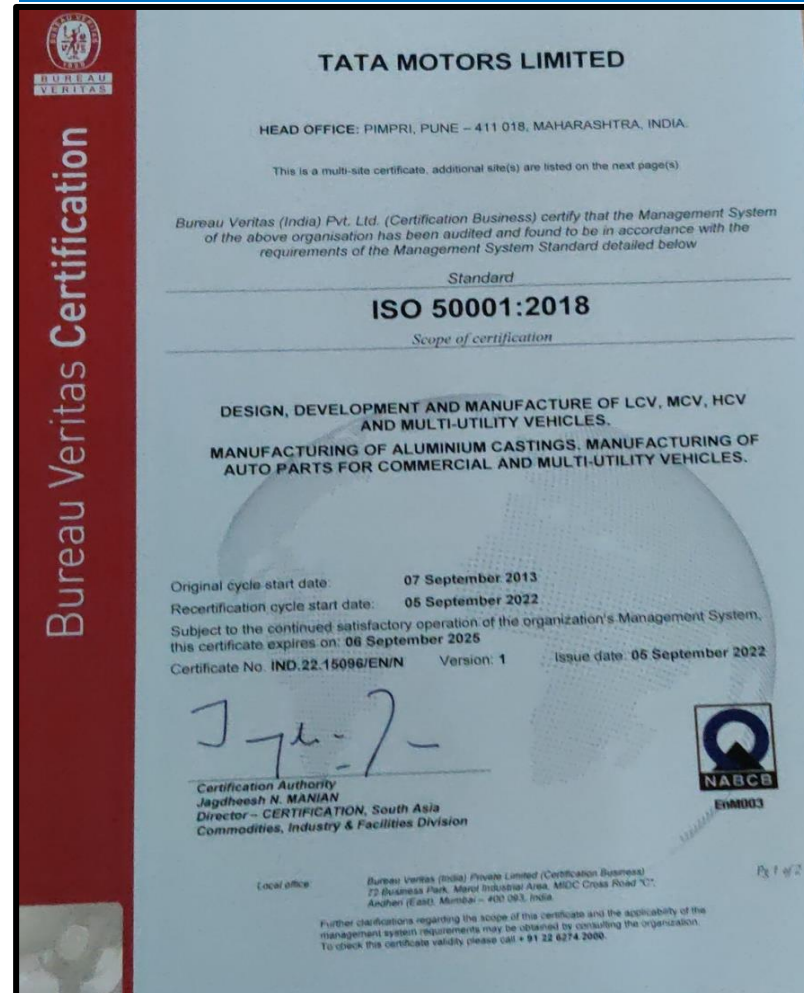 BUREAU VERITAS
1828
BUREAU
VERITAS
Bureau Veritas Certification
TATA MOTORS LIMITED
HEAD OFFICE: PIMPRI, PUNE – 411 018, MAHARASHTRA, INDIA.
This is a multi-site certificate, additional site(s) are listed on the next page(s)
Bureau Veritas (India) Pvt. Ltd. (Certification Business) certify that the Management System
of the above organisation has been audited and found to be in accordance with the
requirements of the Management System Standard detailed below
Standard
ISO 50001:2018
Scope of certification
DESIGN, DEVELOPMENT AND MANUFACTURE OF LCV, MCV, HCV
AND MULTI-UTILITY VEHICLES.
MANUFACTURING OF ALUMINIUM CASTINGS. MANUFACTURING OF
AUTO PARTS FOR COMMERCIAL AND MULTI-UTILITY VEHICLES.
Original cycle start date: 07 September 2013
Recertification cycle start date: 05 September 2022
Subject to the continued satisfactory operation of the organization's Management System,
this certificate expires on: 06 September 2025
Certificate No. IND.22.15096/EN/N Version: 1 Issue date: 05 September 2022
Certification Authority
Jagdheesh N. MANIAN
Director – CERTIFICATION, South Asia
Commodities, Industry & Facilities Division
NABCB
EnM003
Pg 1 of 2
Local office Bureau Veritas (India) Private Limited (Certification Business)
72 Business Park, Marol Industrial Area, MIDC Cross Road "C",
Andheri (East), Mumbai – 400 093, India.
Further clarifications regarding the scope of this certificate and the applicability of the
management system requirements may be obtained by consulting the organization.
To check this certificate validity please call + 91 22 6274 2000.